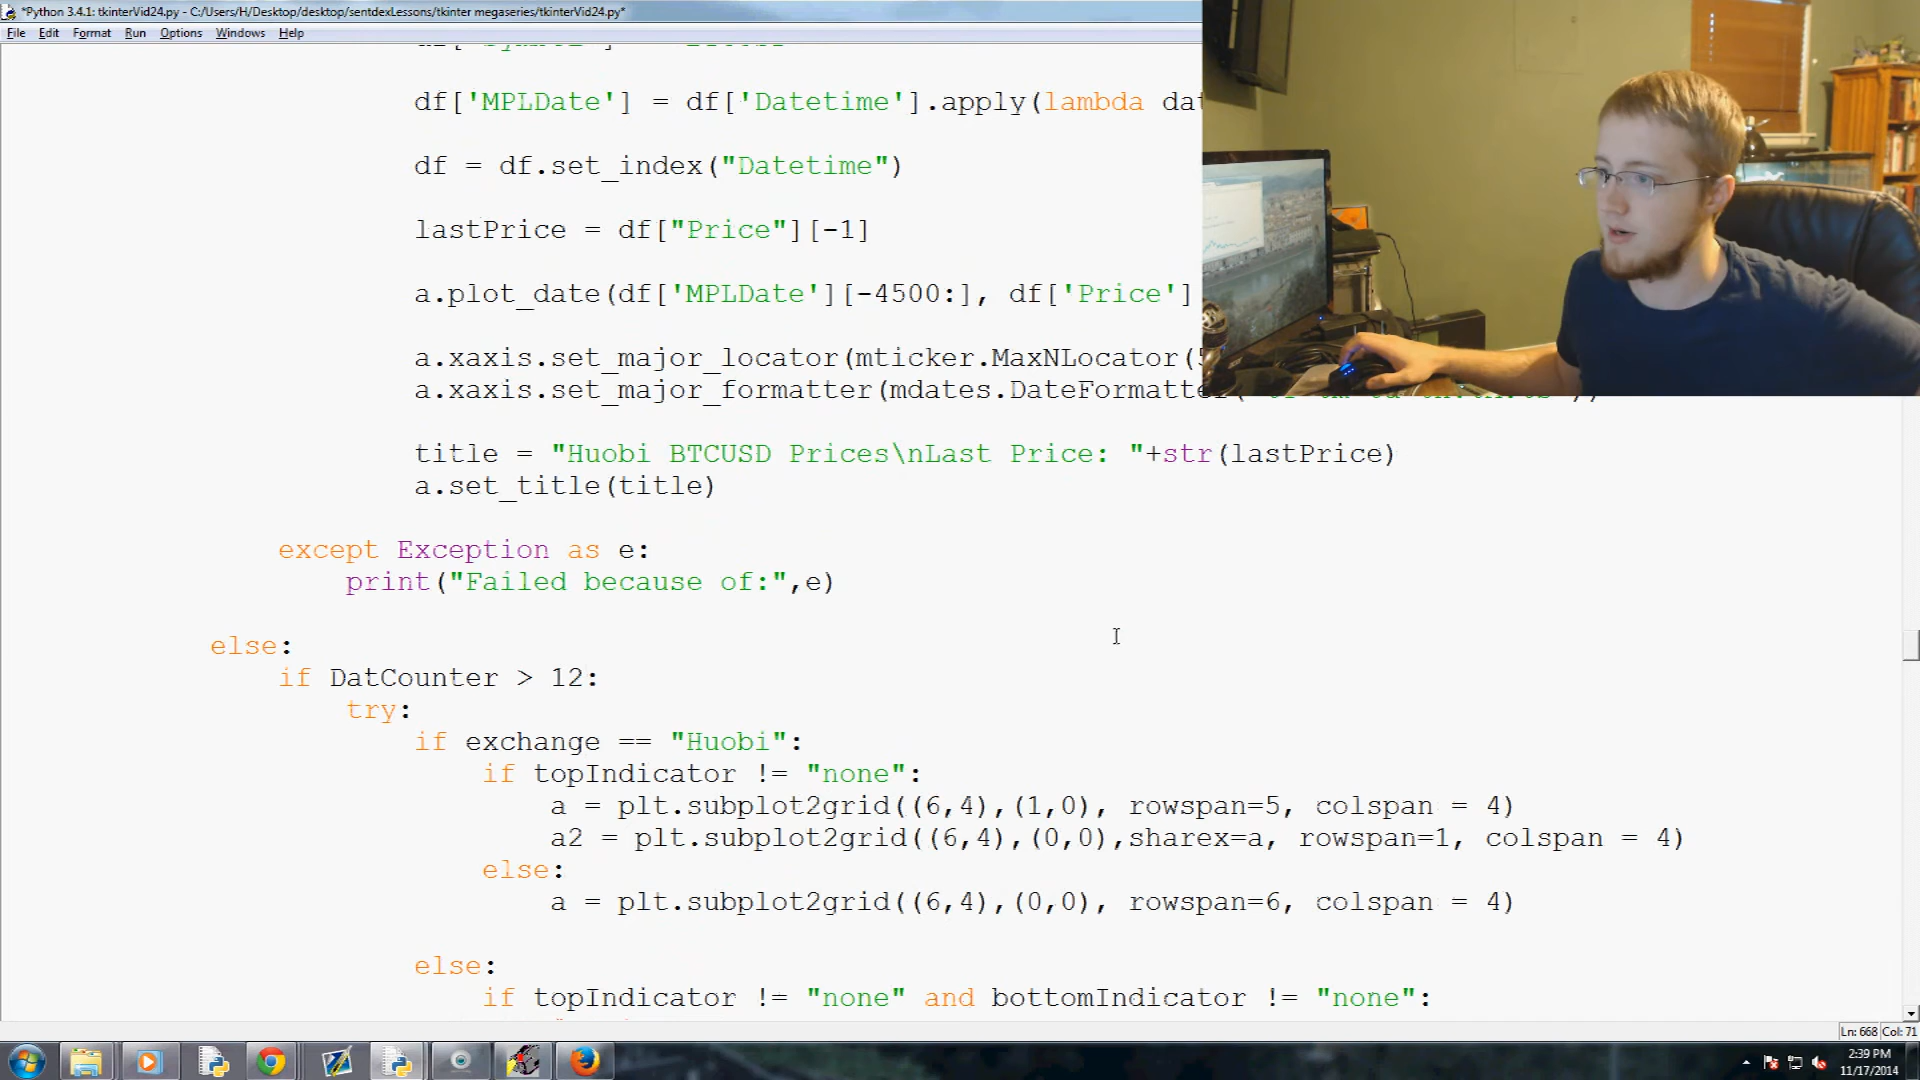 *Python 3.4.1: tkinterVid24.py - C:/Users/H/Desktop/desktop/sentdexLessons/tkinter megaseries/tkinterVid24.py*
File Edit Format Run Options Windows Help
df['MPLDate'] = df['Datetime'].apply(lambda dat
df = df.set_index("Datetime")
lastPrice = df["Price"][-1]
a.plot_date(df['MPLDate'][-4500:], df['Price']
a.xaxis.set_major_locator(mticker.MaxNLocator(5
a.xaxis.set_major_formatter(mdates.DateFormatter(
title = "Huobi BTCUSD Prices\nLast Price: "+str(lastPrice)
a.set_title(title)
except Exception as e:
print("Failed because of:",e)
else:
if DatCounter > 12:
try:
if exchange == "Huobi":
if topIndicator != "none":
a = plt.subplot2grid((6,4),(1,0), rowspan=5, colspan = 4)
a2 = plt.subplot2grid((6,4),(0,0),sharex=a, rowspan=1, colspan = 4)
else:
a = plt.subplot2grid((6,4),(0,0), rowspan=6, colspan = 4)
else:
if topIndicator != "none" and bottomIndicator != "none":
Ln: 668 Col: 71
2:39 PM
11/17/2014